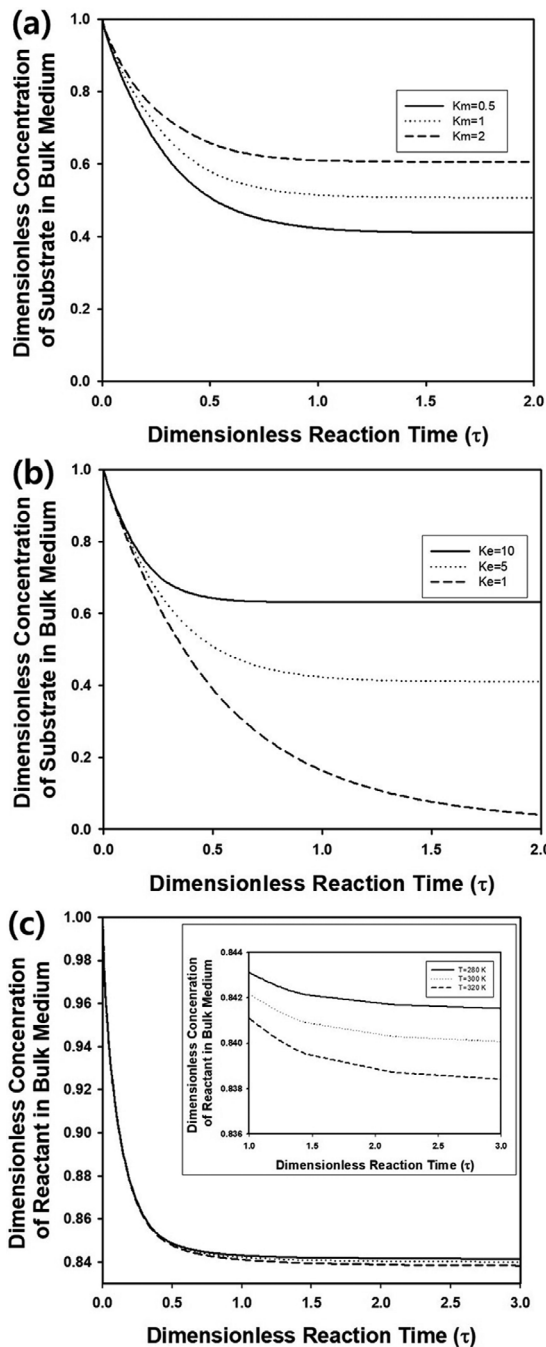 (a)
Dimensionless Concentration
of Substrate in Bulk Medium
1.0
0.8
0.6
0.4
0.2
0.0
Km=0.5
Km=1
Km=2
0.0 0.5 1.0 1.5 2.0
Dimensionless Reaction Time (τ)
(b)
Dimensionless Concentration
of Substrate in Bulk Medium
1.0
0.8
0.6
0.4
0.2
0.0
Ke=10
Ke=5
Ke=1
0.0 0.5 1.0 1.5 2.0
Dimensionless Reaction Time (τ)
(c)
Dimensionless Concenration
of Reactant in Bulk Medium
1.00
0.98
0.96
0.94
0.92
0.90
0.88
0.86
0.84
Dimensionless Concenration
of Reactant in Bulk Medium
0.844
0.842
0.840
0.838
0.836
T=280 K
T=300 K
T=320 K
1.0 1.5 2.0 2.5 3.0
Dimensionless Reaction Time (τ)
0.0 0.5 1.0 1.5 2.0 2.5 3.0
Dimensionless Reaction Time (τ)